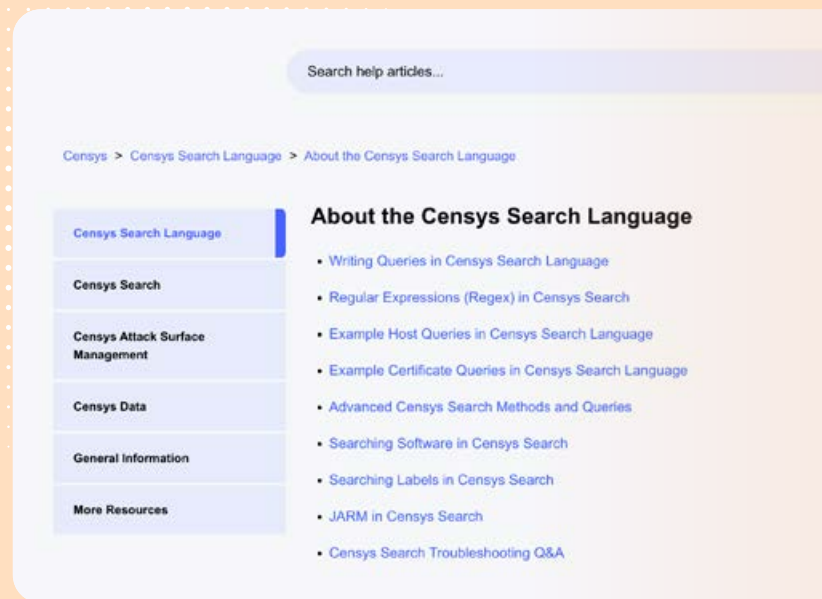 Search help articles...
Censys > Censys Search Language > About the Censys Search Language
Censys Search Language
Censys Search
Censys Attack Surface
Management
Censys Data
General Information
More Resources
About the Censys Search Language
• Writing Queries in Censys Search Language
• Regular Expressions (Regex) in Censys Search
• Example Host Queries in Censys Search Language
• Example Certificate Queries in Censys Search Language
• Advanced Censys Search Methods and Queries
• Searching Software in Censys Search
• Searching Labels in Censys Search
• JARM in Censys Search
• Censys Search Troubleshooting Q&A